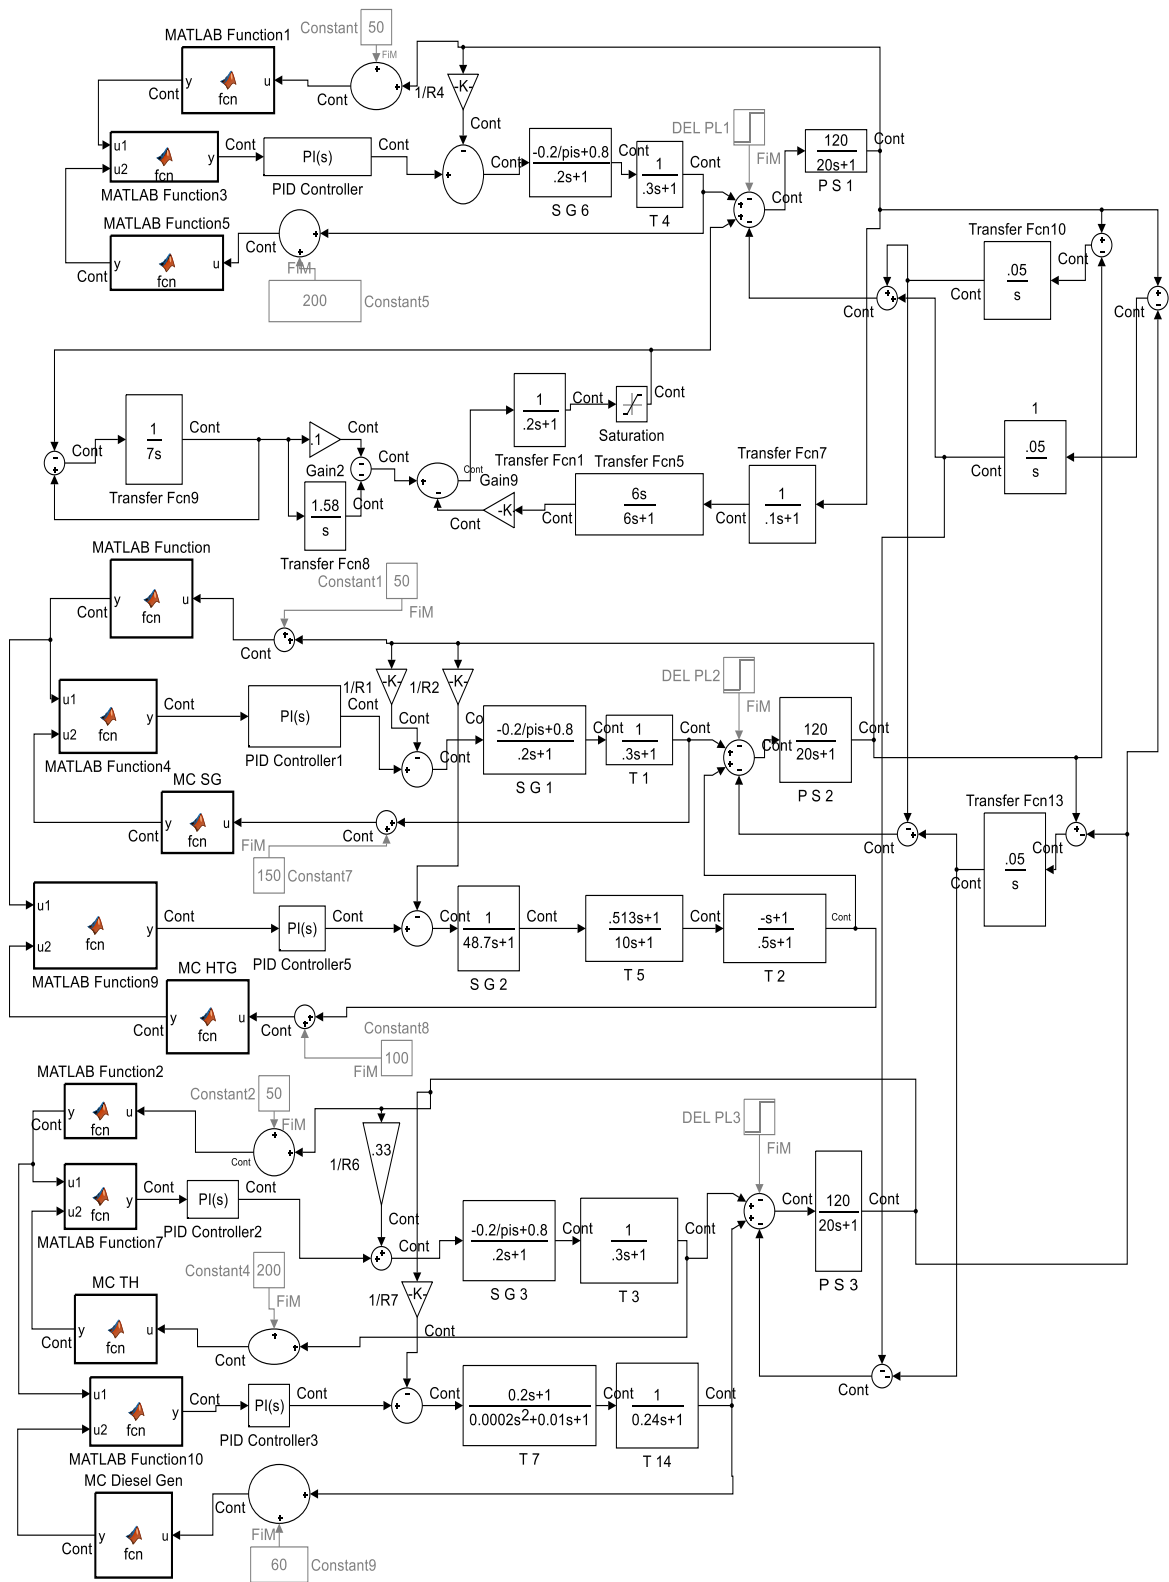 MATLAB Function1
Constant 50
FiM
y u
fcn
Cont
Cont
1/R4
-K-
Cont
DEL PL1
FiM
u1
u2
y
fcn
MATLAB Function3
Cont
PI(s)
PID Controller
Cont
Cont
-0.2/pis+0.8
.2s+1
S G 6
Cont
1
.3s+1
T 4
Cont
Cont
120
20s+1
P S 1
Cont
MATLAB Function5
y u
fcn
Cont
Cont
Cont
FiM
200
Constant5
Transfer Fcn10
.05
s
Cont
Cont
Cont
Cont
1
7s
Transfer Fcn9
Cont
Cont
.1
Gain2
Cont
1.58
s
Transfer Fcn8
Cont
Cont
Cont
Gain9
-K-
Cont
1
.2s+1
Transfer Fcn1
Cont
Saturation
Cont
Transfer Fcn5
6s
6s+1
Cont
Transfer Fcn7
1
.1s+1
Cont
Cont
1
.05
s
Cont
Cont
MATLAB Function
y u
fcn
Cont
Cont
Constant1 50
FiM
Cont
1/R1
-K-
1/R2
-K-
DEL PL2
FiM
u1
u2
y
fcn
MATLAB Function4
Cont
PI(s)
PID Controller1
Cont
Cont
Cont
Co
-0.2/pis+0.8
.2s+1
S G 1
Cont
1
.3s+1
T 1
Cont
Cont
120
20s+1
P S 2
Cont
MC SG
y u
fcn
Cont
Cont
Cont
FiM
150
Constant7
Transfer Fcn13
.05
s
Cont
Cont
Cont
u1
u2
y
fcn
MATLAB Function9
Cont
PI(s)
PID Controller5
Cont
Cont
1
48.7s+1
S G 2
Cont
.513s+1
10s+1
T 5
Cont
-s+1
.5s+1
T 2
Cont
MC HTG
y u
fcn
Cont
Cont
Cont
Constant8
100
FiM
MATLAB Function2
y u
fcn
Cont
Cont
Constant2 50
FiM
Cont
.33
1/R6
Cont
DEL PL3
FiM
u1
u2
y
fcn
MATLAB Function7
Cont
PI(s)
PID Controller2
Cont
Cont
-0.2/pis+0.8
.2s+1
S G 3
Cont
1
.3s+1
T 3
Cont
Cont
120
20s+1
P S 3
Cont
MC TH
y u
fcn
Cont
Cont
Constant4 200
FiM
Cont
1/R7
-K-
Cont
Cont
u1
u2
y
fcn
MATLAB Function10
Cont
PI(s)
PID Controller3
Cont
Cont
0.2s+1
0.0002s²+0.01s+1
T 7
Cont
1
0.24s+1
T 14
Cont
MC Diesel Gen
y u
fcn
Cont
Cont
Cont
FiM
60
Constant9